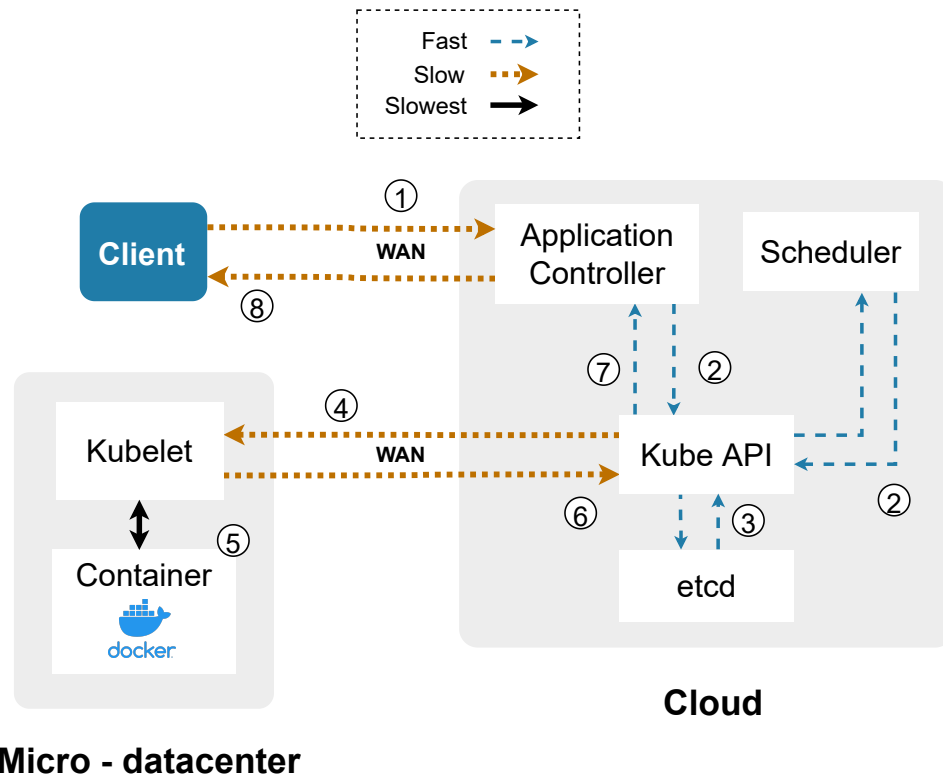 Fast
Slow
Slowest
①
Client
WAN
⑧
Application
Controller
Scheduler
⑦
②
④
Kubelet
WAN
Kube API
⑥
③
②
⑤
Container
docker
etcd
Cloud
Micro - datacenter